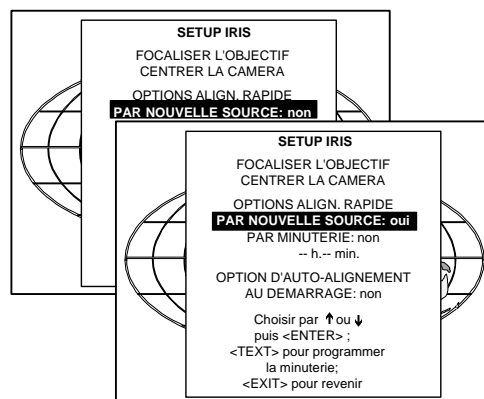 SETUP IRIS
FOCALISER L'OBJECTIF
CENTRER LA CAMERA
OPTIONS ALIGN. RAPIDE
PAR NOUVELLE SOURCE: non
SETUP IRIS
FOCALISER L'OBJECTIF
CENTRER LA CAMERA
OPTIONS ALIGN. RAPIDE
PAR NOUVELLE SOURCE: oui
PAR MINUTERIE: non
-- h.-- min.
OPTION D'AUTO-ALIGNEMENT
AU DEMARRAGE: non
Choisir par ↑ ou ↓
puis <ENTER> ;
<TEXT> pour programmer
la minuterie;
<EXIT> pour revenir